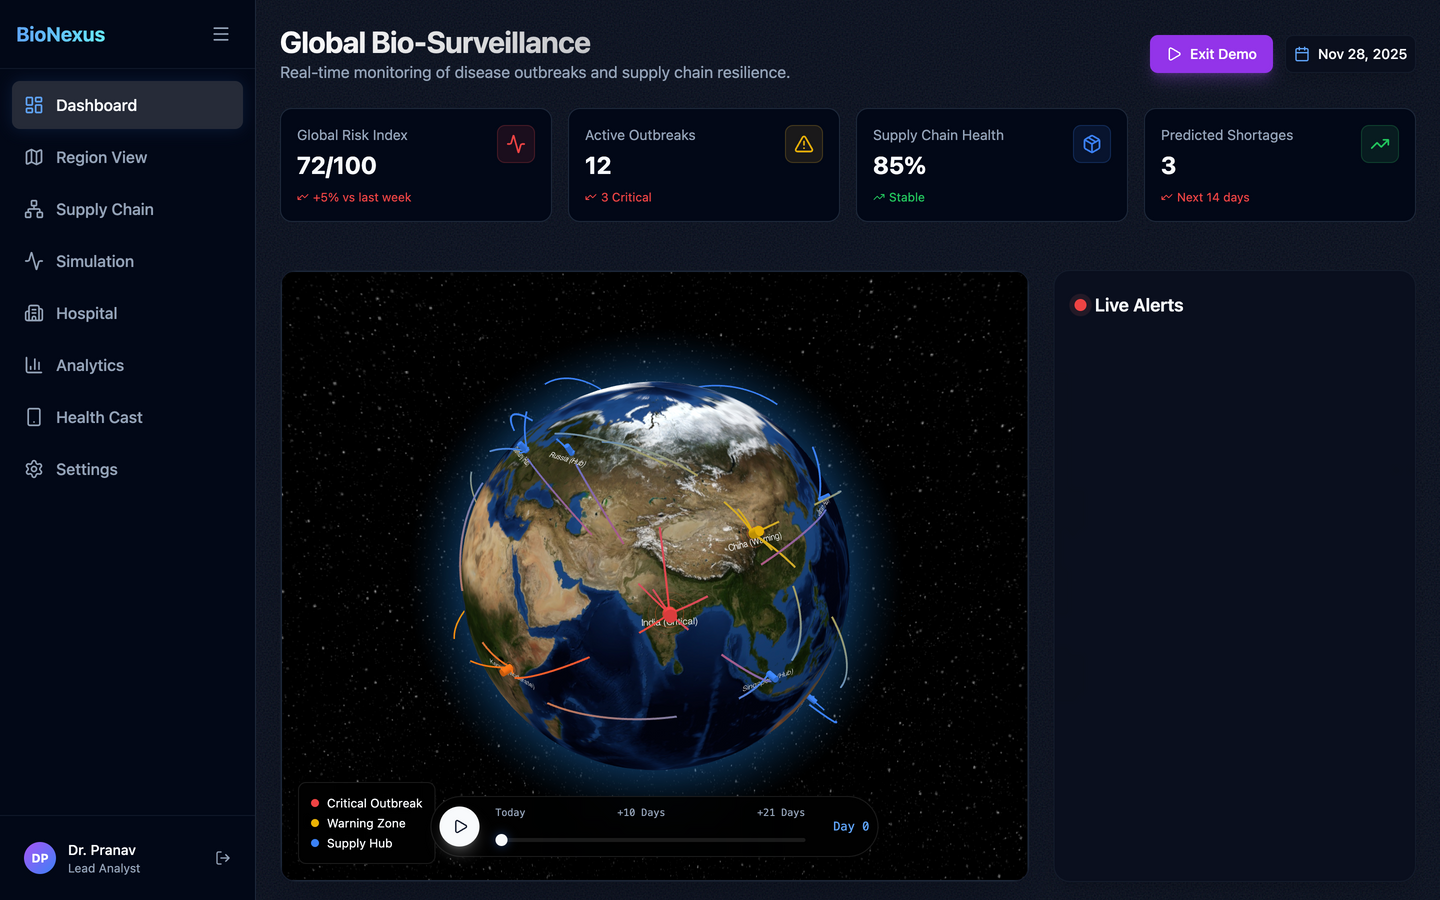 BioNexus
Dashboard
Region View
Supply Chain
Simulation
Hospital
Analytics
Health Cast
Settings
DP
Dr. Pranav
Lead Analyst
Global Bio-Surveillance
Real-time monitoring of disease outbreaks and supply chain resilience.
Exit Demo
Nov 28, 2025
Global Risk Index
72/100
+5% vs last week
Active Outbreaks
12
3 Critical
Supply Chain Health
85%
Stable
Predicted Shortages
3
Next 14 days
Russia (Hub)
China (Warning)
India (Critical)
(Hub)
Critical Outbreak
Warning Zone
Supply Hub
Today
+10 Days
+21 Days
Day 0
Live Alerts